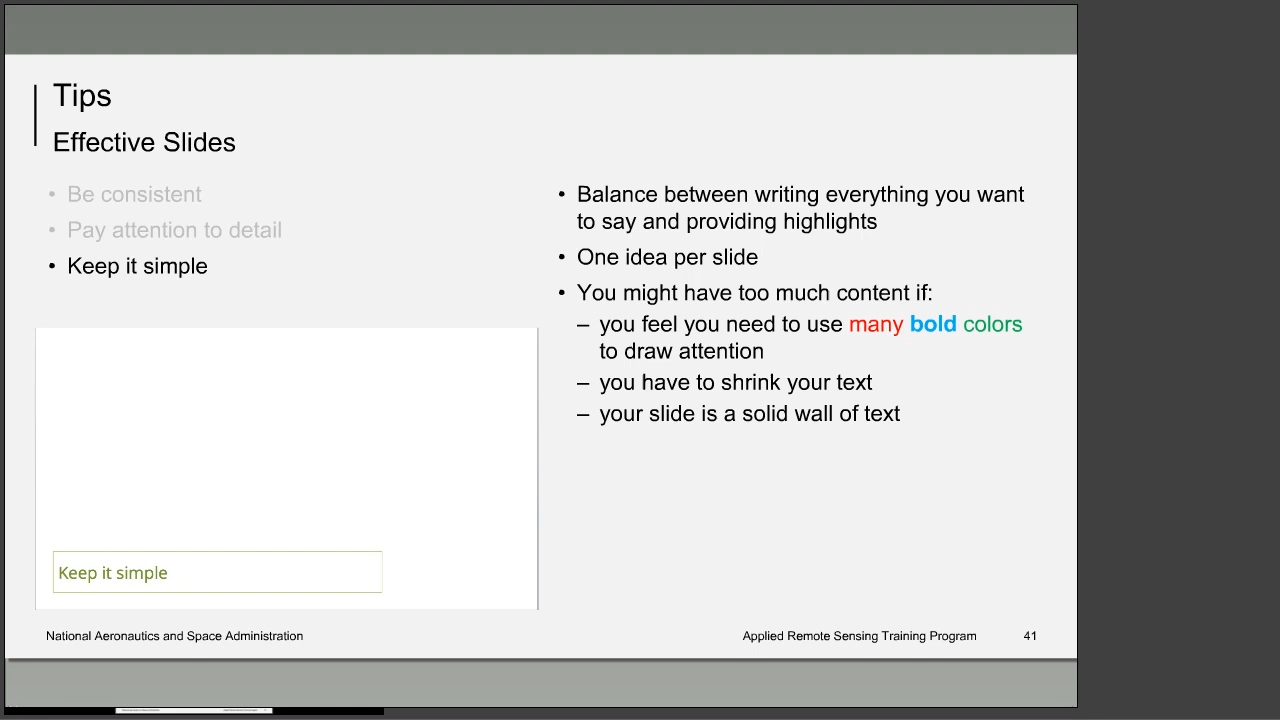 Tips
Effective Slides
• Be consistent
• Pay attention to detail
• Keep it simple
• Balance between writing everything you want
to say and providing highlights
• One idea per slide
• You might have too much content if:
– you feel you need to use many bold colors
to draw attention
– you have to shrink your text
– your slide is a solid wall of text
Keep it simple
National Aeronautics and Space Administration
Applied Remote Sensing Training Program
41